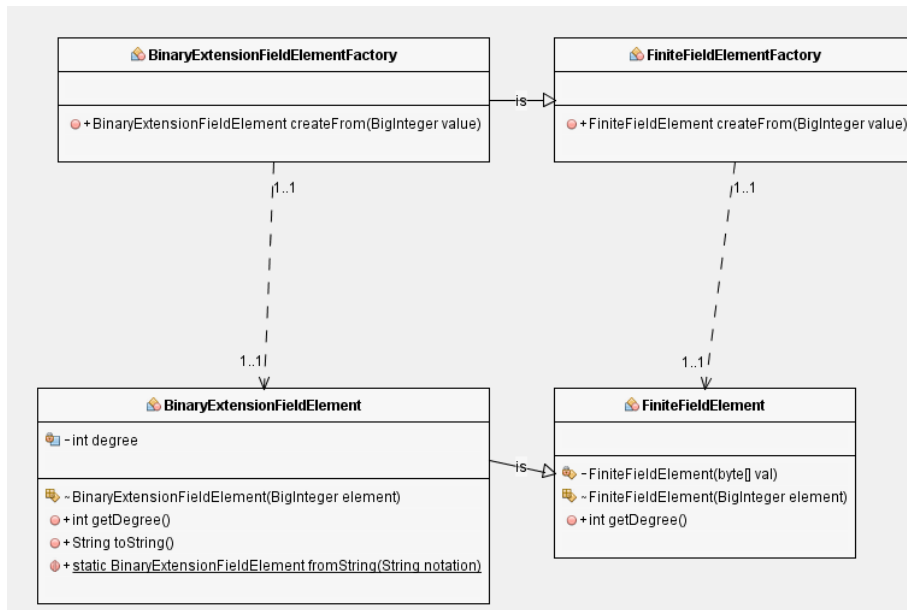 BinaryExtensionFieldElementFactory
FiniteFieldElementFactory
is
+ BinaryExtensionFieldElement createFrom(BigInteger value)
+ FiniteFieldElement createFrom(BigInteger value)
1..1
1..1
1..1
1..1
BinaryExtensionFieldElement
FiniteFieldElement
- int degree
is
~ BinaryExtensionFieldElement(BigInteger element)
+ int getDegree()
+ String toString()
+ static BinaryExtensionFieldElement fromString(String notation)
- FiniteFieldElement(byte[] val)
~ FiniteFieldElement(BigInteger element)
+ int getDegree()